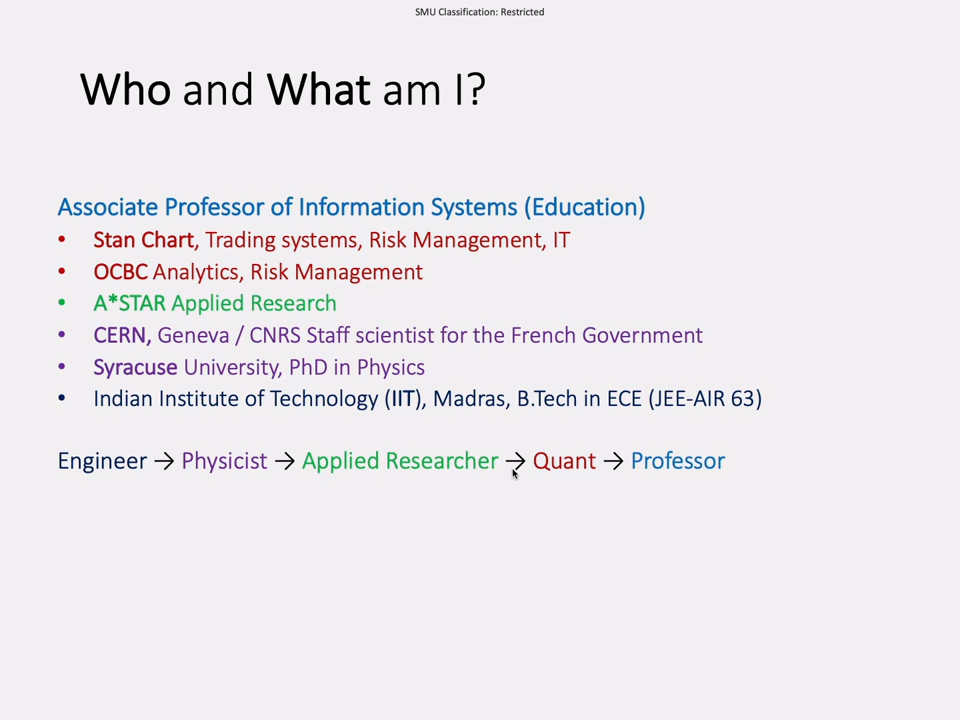 SMU Classification: Restricted
Who and What am I?
Associate Professor of Information Systems (Education)
• Stan Chart, Trading systems, Risk Management, IT
• OCBC Analytics, Risk Management
• A*STAR Applied Research
• CERN, Geneva / CNRS Staff scientist for the French Government
• Syracuse University, PhD in Physics
• Indian Institute of Technology (IIT), Madras, B.Tech in ECE (JEE-AIR 63)
Engineer → Physicist → Applied Researcher → Quant → Professor